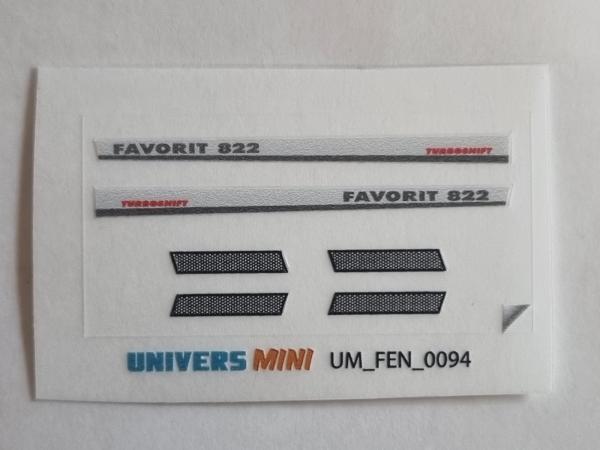 FAVORIT 822 TURBOSHIFT
TURBOSHIFT FAVORIT 822
UNIVERS MINI UM_FEN_0094